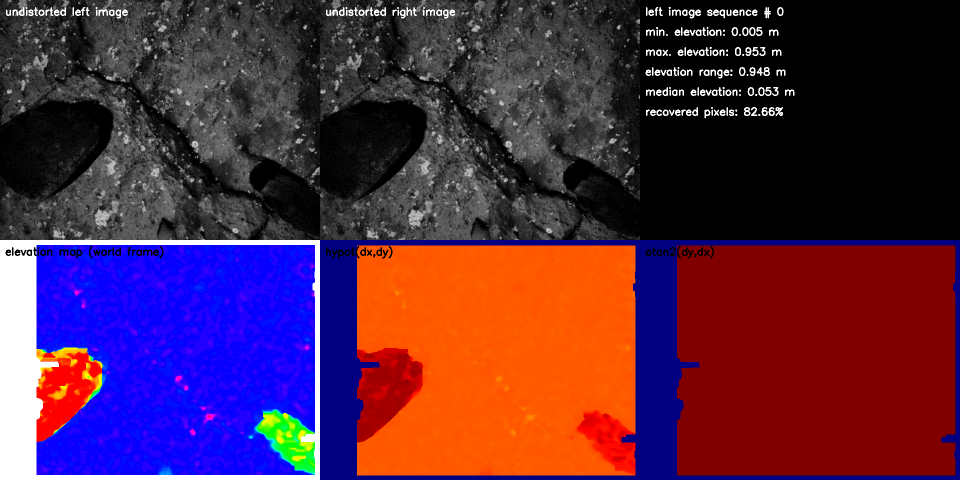 undistorted left image
undistorted right image
left image sequence # 0
min. elevation: 0.005 m
max. elevation: 0.953 m
elevation range: 0.948 m
median elevation: 0.053 m
recovered pixels: 82.66%
elevation map (world frame)
hypot(dx,dy)
atan2(dy,dx)